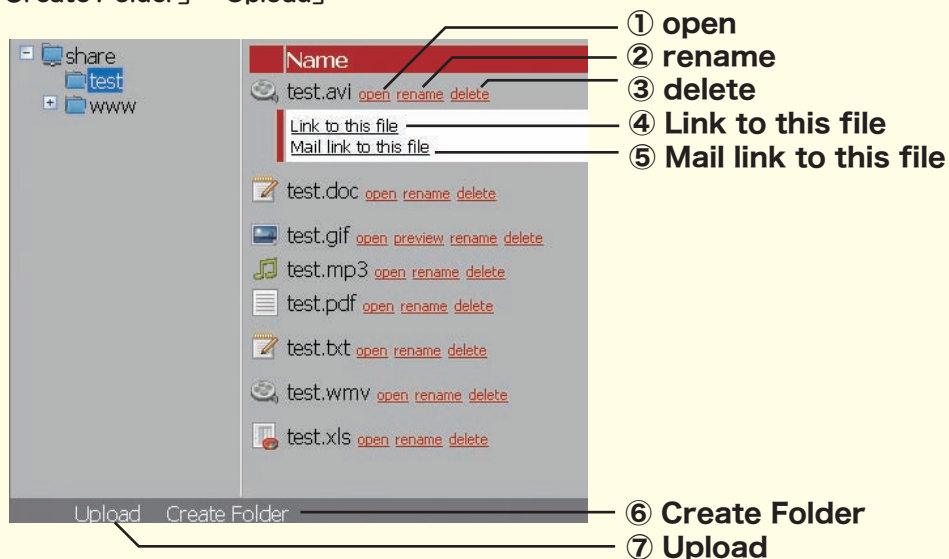 Create Folder」 Upload」
① open
② rename
③ delete
④ Link to this file
⑤ Mail link to this file
share
test
www
Name
test.avi open rename delete
Link to this file
Mail link to this file
test.doc open rename delete
test.gif open preview rename delete
test.mp3 open rename delete
test.pdf open rename delete
test.txt open rename delete
test.wmv open rename delete
test.xls open rename delete
Upload Create Folder
⑥ Create Folder
⑦ Upload